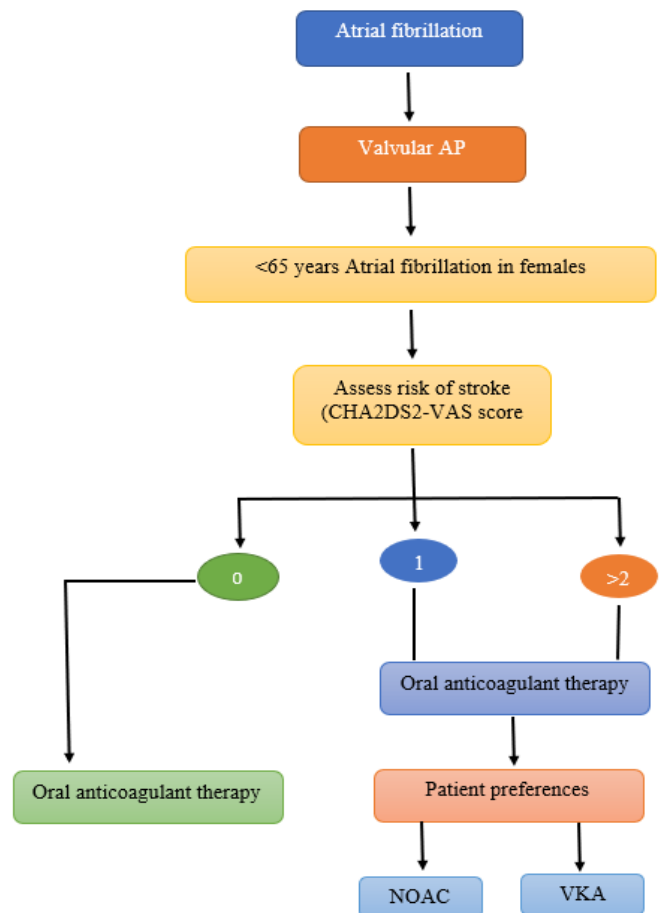 Atrial fibrillation
Valvular AP
<65 years Atrial fibrillation in females
Assess risk of stroke
(CHA2DS2-VAS score
0
1
>2
Oral anticoagulant therapy
Oral anticoagulant therapy
Patient preferences
NOAC
VKA